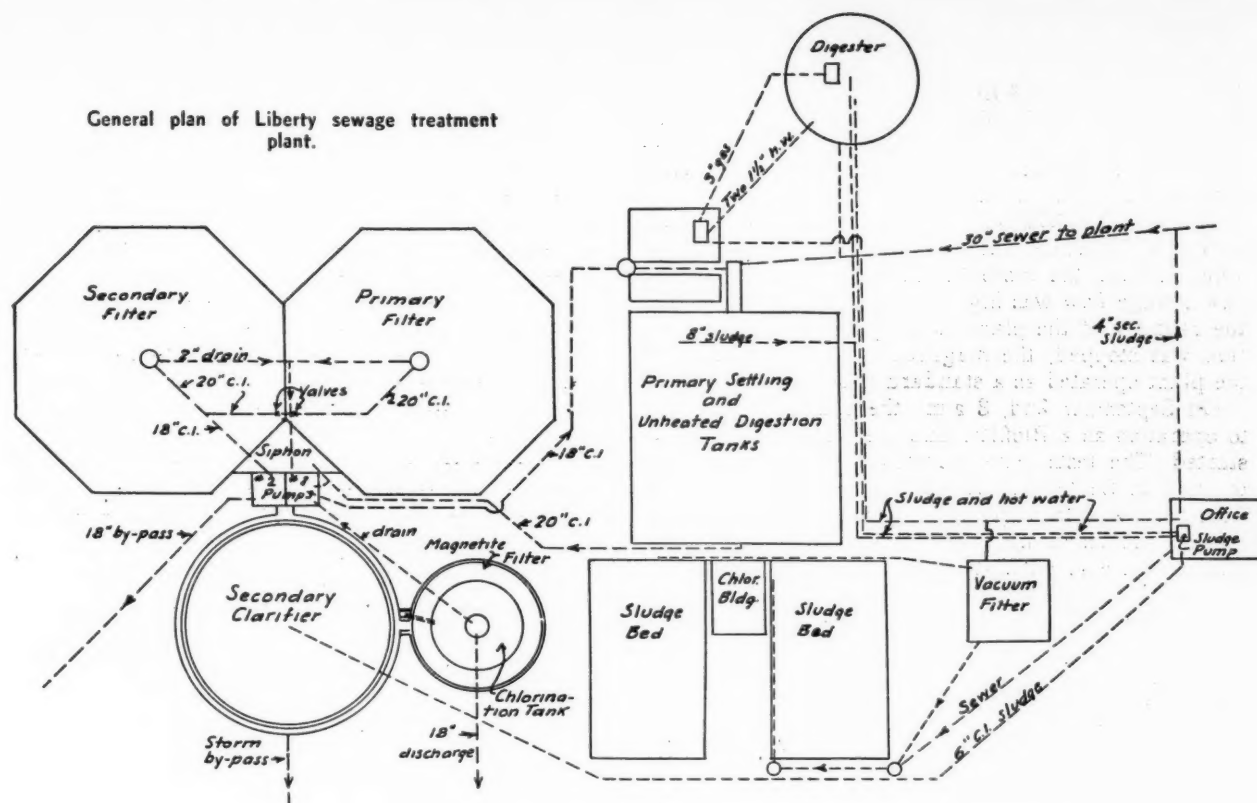 General plan of Liberty sewage treatment
plant.
Digester
3" gas
Two 1½" h.w.
30" sewer to plant
Secondary
Filter
Primary
Filter
2" drain
20" c.i.
Valves
20" c.i.
18" c.i.
Siphon
#2
Pumps
18" by-pass
drain
18" c.i
20" c.i
8" sludge
Primary Settling
and
Unheated Digestion
Tanks
4" sec.
sludge
Sludge and hot water
Office
Sludge
Pump
Magnetite
Filter
Secondary
Clarifier
Chlorina-
tion Tank
Storm
by-pass
18"
discharge
Sludge
Bed
Chlor.
Bldg.
Sludge
Bed
Vacuum
Filter
Sewer
6" c.i. sludge